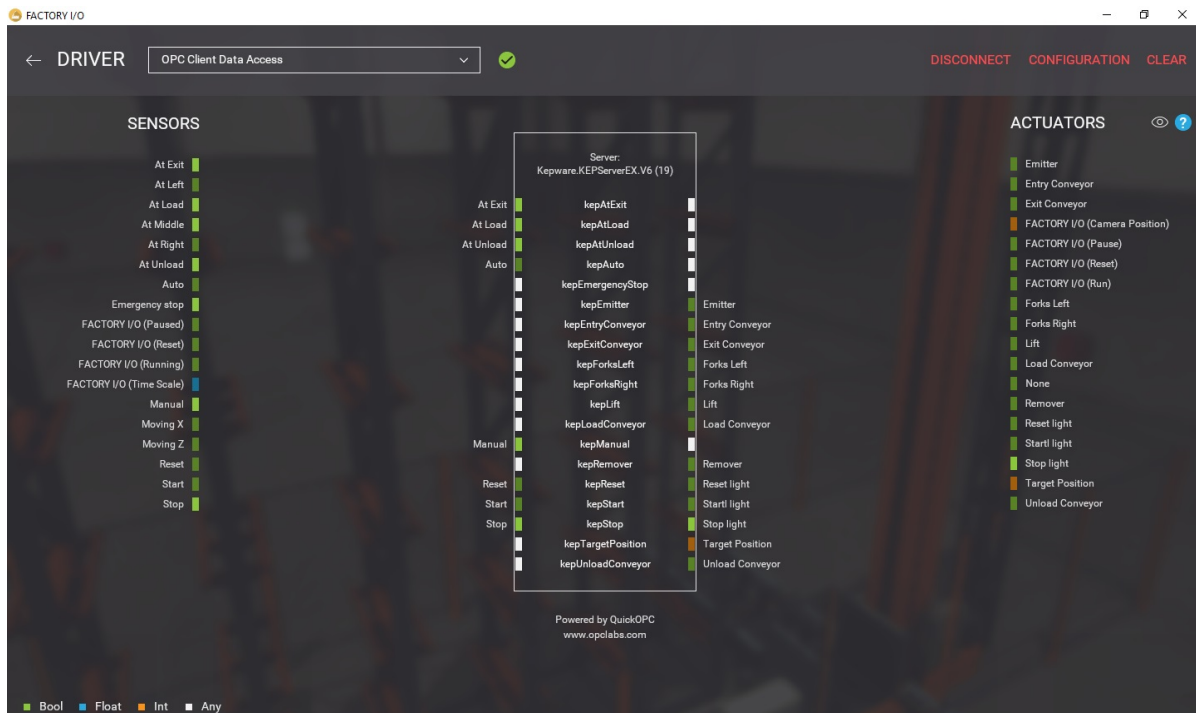 FACTORY I/O
DRIVER
OPC Client Data Access
DISCONNECT CONFIGURATION CLEAR
SENSORS
At Exit
At Left
At Load
At Middle
At Right
At Unload
Auto
Emergency stop
FACTORY I/O (Paused)
FACTORY I/O (Reset)
FACTORY I/O (Running)
FACTORY I/O (Time Scale)
Manual
Moving X
Moving Z
Reset
Start
Stop
Server:
Kepware.KEPServerEX.V6 (19)
At Exit kepAtExit
At Load kepAtLoad
At Unload kepAtUnload
Auto kepAuto
kepEmergencyStop
kepEmitter Emitter
kepEntryConveyor Entry Conveyor
kepExitConveyor Exit Conveyor
kepForksLeft Forks Left
kepForksRight Forks Right
kepLift Lift
kepLoadConveyor Load Conveyor
Manual kepManual
kepRemover Remover
Reset kepReset Reset light
Start kepStart Startl light
Stop kepStop Stop light
kepTargetPosition Target Position
kepUnloadConveyor Unload Conveyor
Powered by QuickOPC
www.opclabs.com
ACTUATORS
?
Emitter
Entry Conveyor
Exit Conveyor
FACTORY I/O (Camera Position)
FACTORY I/O (Pause)
FACTORY I/O (Reset)
FACTORY I/O (Run)
Forks Left
Forks Right
Lift
Load Conveyor
None
Remover
Reset light
Startl light
Stop light
Target Position
Unload Conveyor
Bool Float Int Any